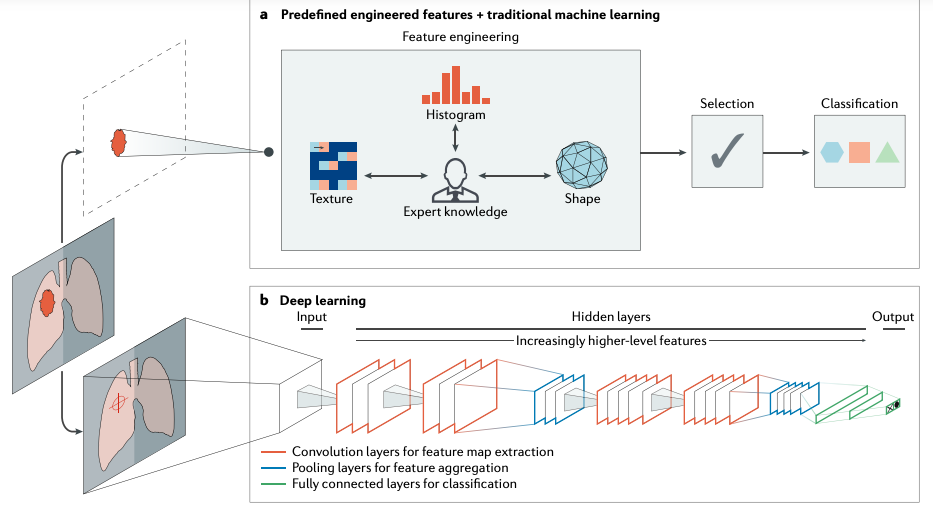 a Predefined engineered features + traditional machine learning
Feature engineering
Histogram
Texture
Expert knowledge
Shape
Selection
Classification
b Deep learning
Input
Hidden layers
Output
Increasingly higher-level features
Convolution layers for feature map extraction
Pooling layers for feature aggregation
Fully connected layers for classification